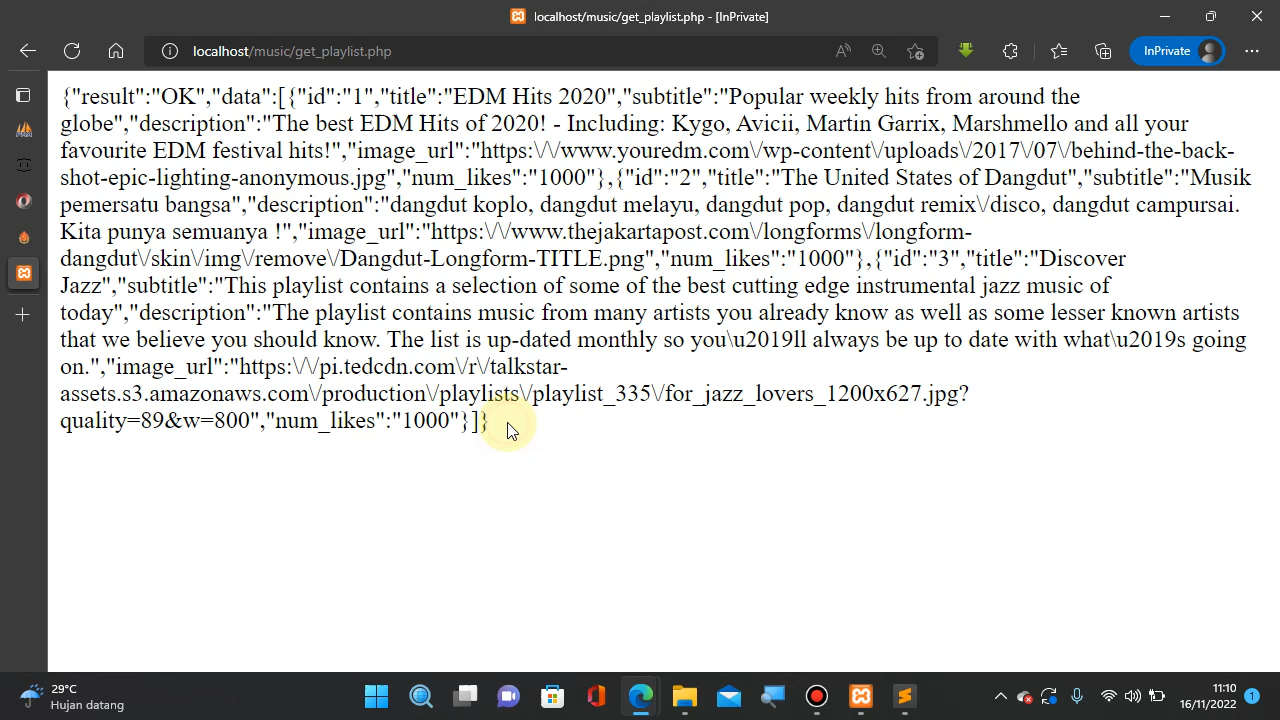 localhost/music/get_playlist.php - [InPrivate]
localhost/music/get_playlist.php
InPrivate
{"result":"OK","data":[{"id":"1","title":"EDM Hits 2020","subtitle":"Popular weekly hits from around the
globe","description":"The best EDM Hits of 2020! - Including: Kygo, Avicii, Martin Garrix, Marshmello and all your
favourite EDM festival hits!","image_url":"https:\/\/www.youredm.com\/wp-content\/uploads\/2017\/07\/behind-the-back-
shot-epic-lighting-anonymous.jpg","num_likes":"1000"},{"id":"2","title":"The United States of Dangdut","subtitle":"Musik
pemersatu bangsa","description":"dangdut koplo, dangdut melayu, dangdut pop, dangdut remix\/disco, dangdut campursai.
Kita punya semuanya !","image_url":"https:\/\/www.thejakartapost.com\/longforms\/longform-
dangdut\/skin\/img\/remove\/Dangdut-Longform-TITLE.png","num_likes":"1000"},{"id":"3","title":"Discover
Jazz","subtitle":"This playlist contains a selection of some of the best cutting edge instrumental jazz music of
today","description":"The playlist contains music from many artists you already know as well as some lesser known artists
that we believe you should know. The list is up-dated monthly so you\u2019ll always be up to date with what\u2019s going
on.","image_url":"https:\/\/pi.tedcdn.com\/r\/talkstar-
assets.s3.amazonaws.com\/production\/playlists\/playlist_335\/for_jazz_lovers_1200x627.jpg?
quality=89&w=800","num_likes":"1000"}]}
29°C
Hujan datang
11:10
16/11/2022
1